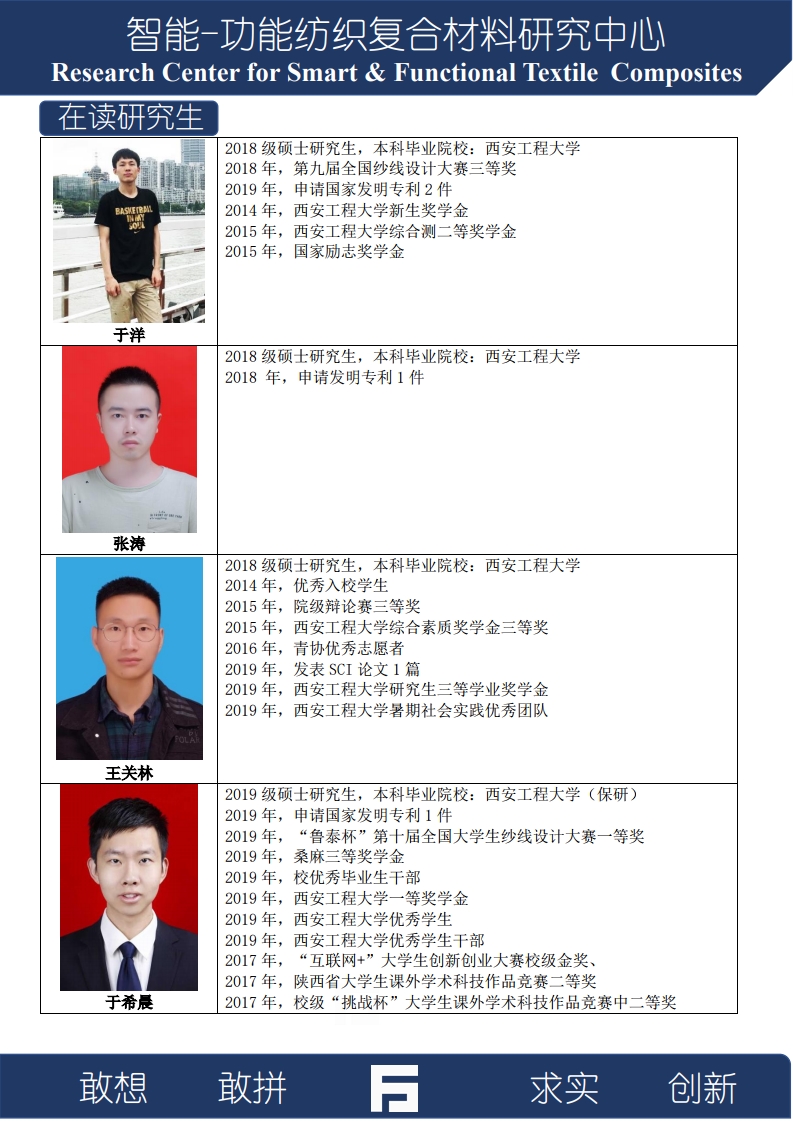 智能-功能纺织复合材料研究中心
Research Center for Smart & Functional Textile Composites
在读研究生
BASKETBALL
IN MY
SOUL
于洋
2018 级硕士研究生，本科毕业院校：西安工程大学
2018 年，第九届全国纱线设计大赛三等奖
2019 年，申请国家发明专利 2 件
2014 年，西安工程大学新生奖学金
2015 年，西安工程大学综合测二等奖学金
2015 年，国家励志奖学金
张涛
2018 级硕士研究生，本科毕业院校：西安工程大学
2018 年，申请发明专利 1 件
王关林
2018 级硕士研究生，本科毕业院校：西安工程大学
2014 年，优秀入校学生
2015 年，院级辩论赛三等奖
2015 年，西安工程大学综合素质奖学金三等奖
2016 年，青协优秀志愿者
2019 年，发表 SCI 论文 1 篇
2019 年，西安工程大学研究生三等学业奖学金
2019 年，西安工程大学暑期社会实践优秀团队
于希晨
2019 级硕士研究生，本科毕业院校：西安工程大学（保研）
2019 年，申请国家发明专利 1 件
2019 年，“鲁泰杯”第十届全国大学生纱线设计大赛一等奖
2019 年，桑麻三等奖学金
2019 年，校优秀毕业生干部
2019 年，西安工程大学一等奖学金
2019 年，西安工程大学优秀学生
2019 年，西安工程大学优秀学生干部
2017 年，“互联网+”大学生创新创业大赛校级金奖、
2017 年，陕西省大学生课外学术科技作品竞赛二等奖
2017 年，校级“挑战杯”大学生课外学术科技作品竞赛中二等奖
敢想 敢拼 求实 创新